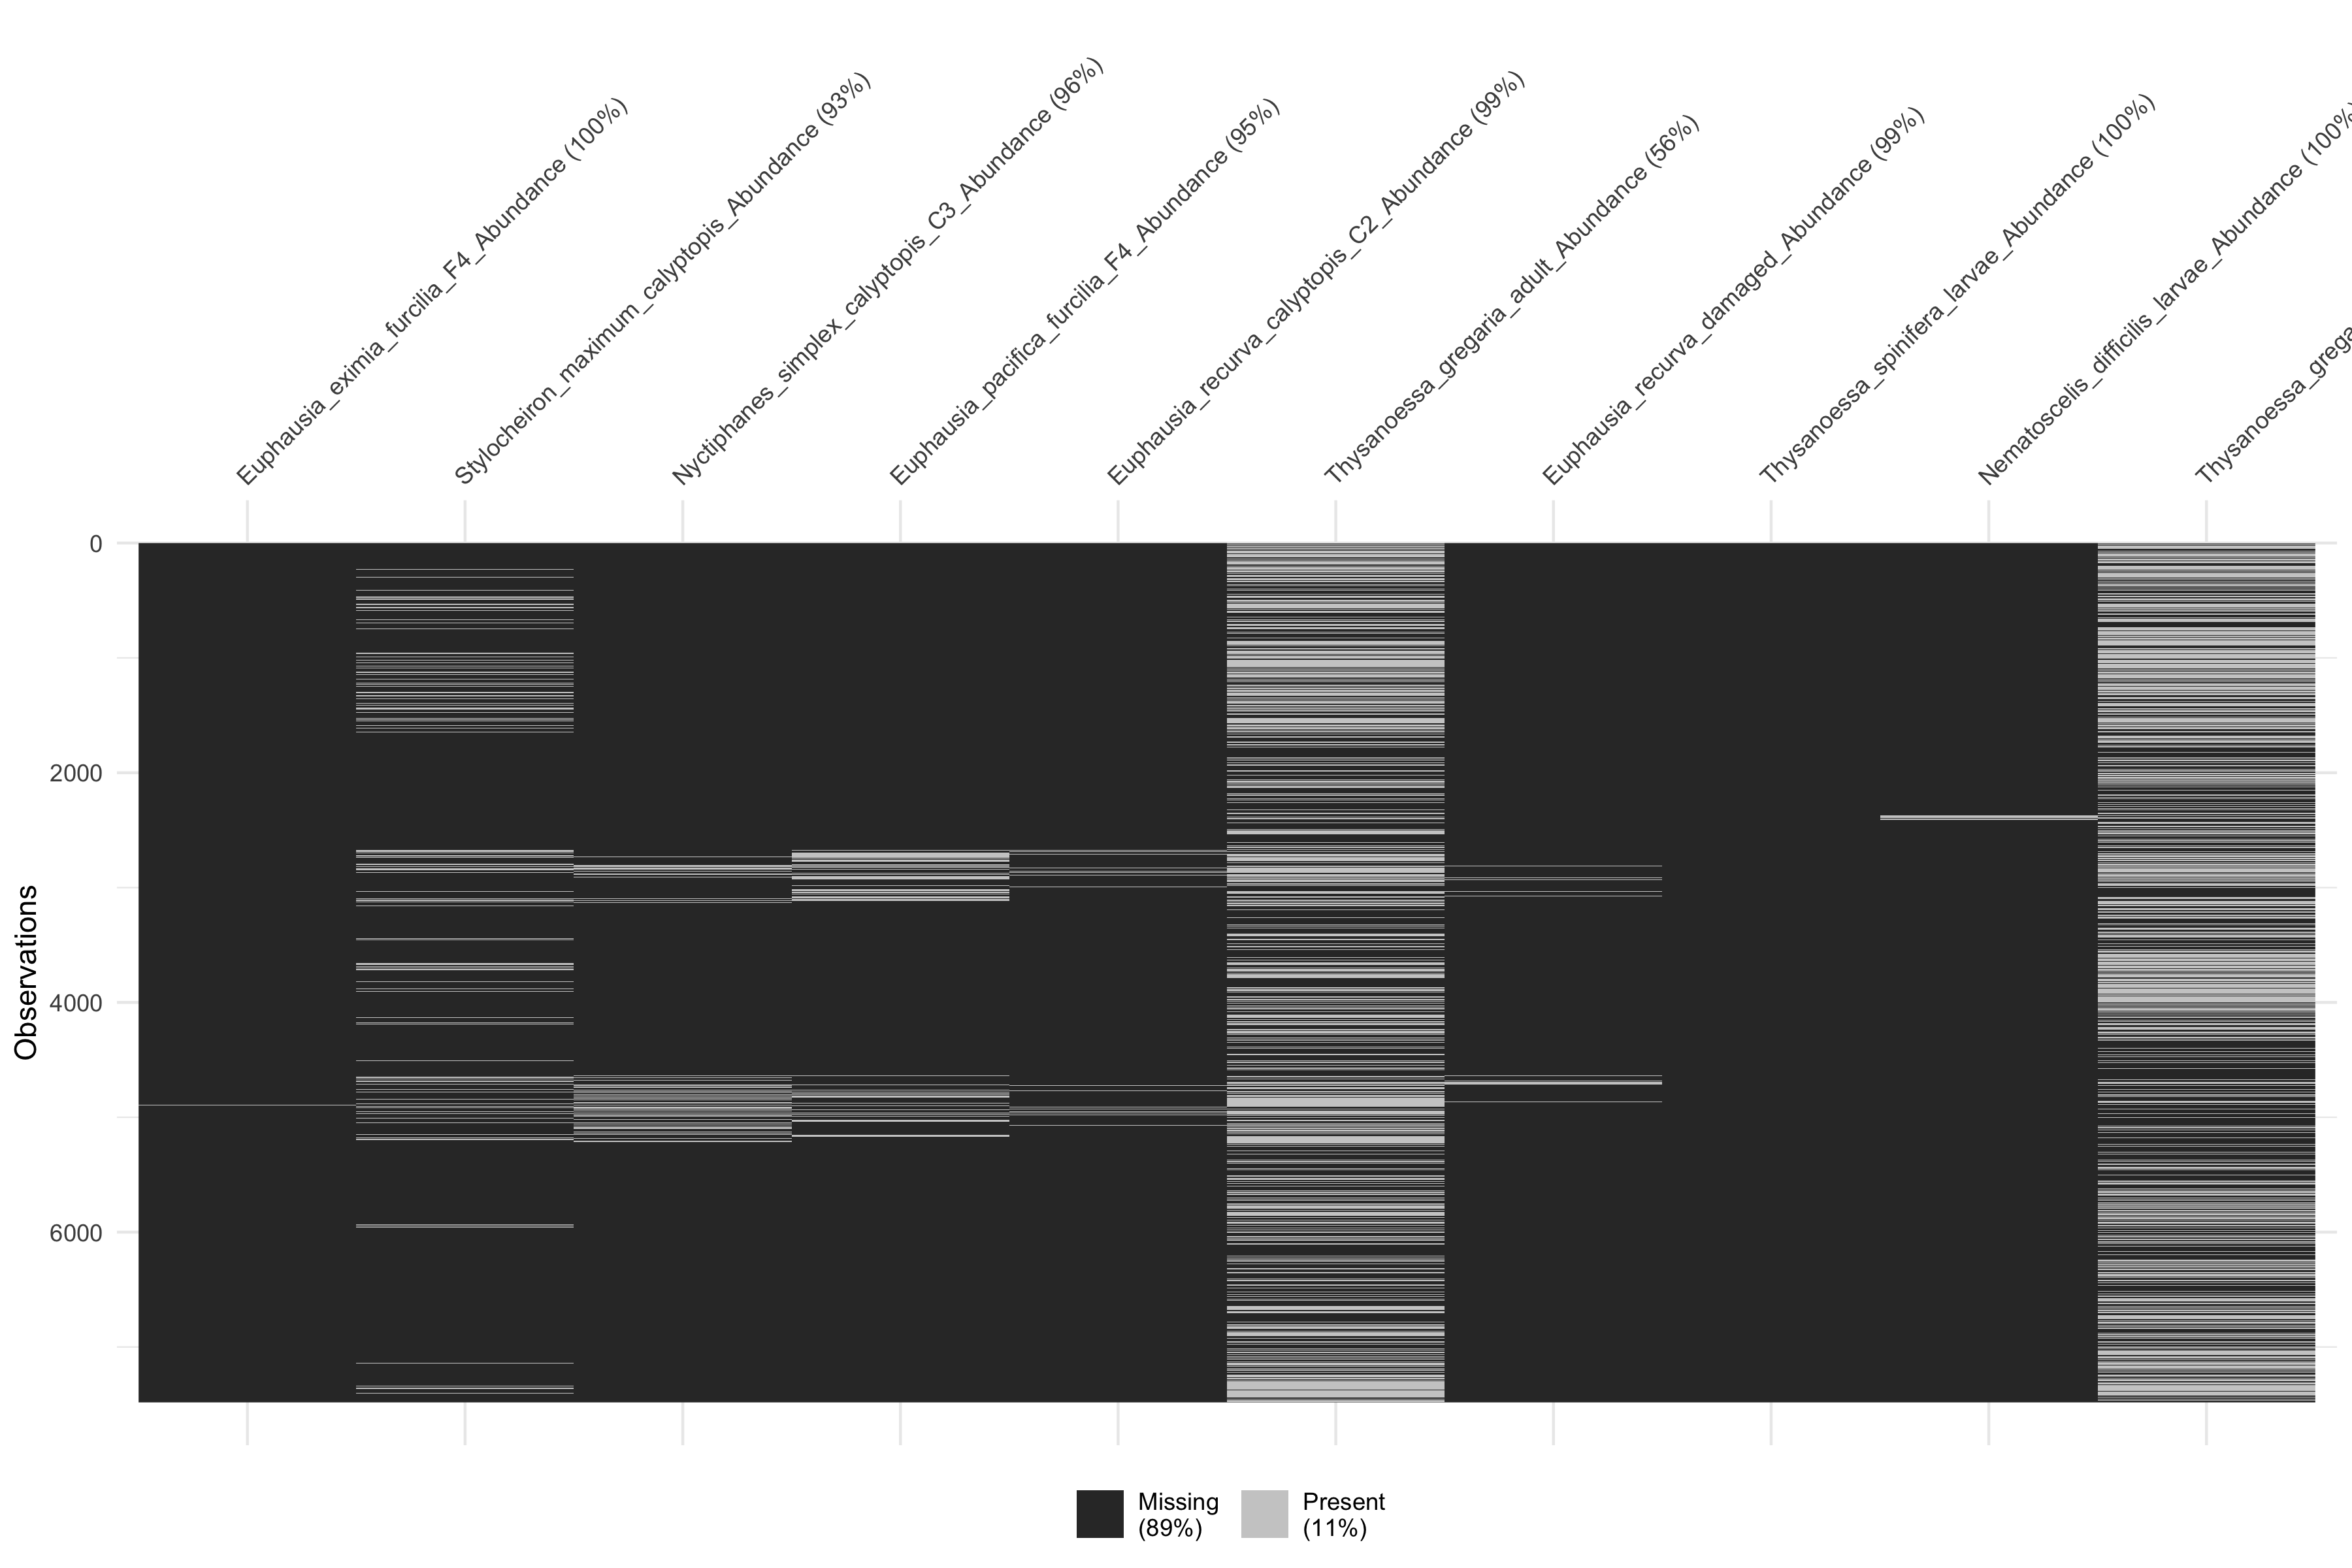 Euphausia_eximia_furcilia_F4_Abundance (100%)
Stylocheiron_maximum_calyptopis_Abundance (93%)
Nyctiphanes_simplex_calyptopis_C3_Abundance (96%)
Euphausia_pacifica_furcilia_F4_Abundance (95%)
Euphausia_recurva_calyptopis_C2_Abundance (99%)
Thysanoessa_gregaria_adult_Abundance (56%)
Euphausia_recurva_damaged_Abundance (99%)
Thysanoessa_spinifera_larvae_Abundance (100%)
Nematoscelis_difficilis_larvae_Abundance (100%
Thysanoessa_grega
0
2000
4000
6000
Observations
Missing
(89%)
Present
(11%)